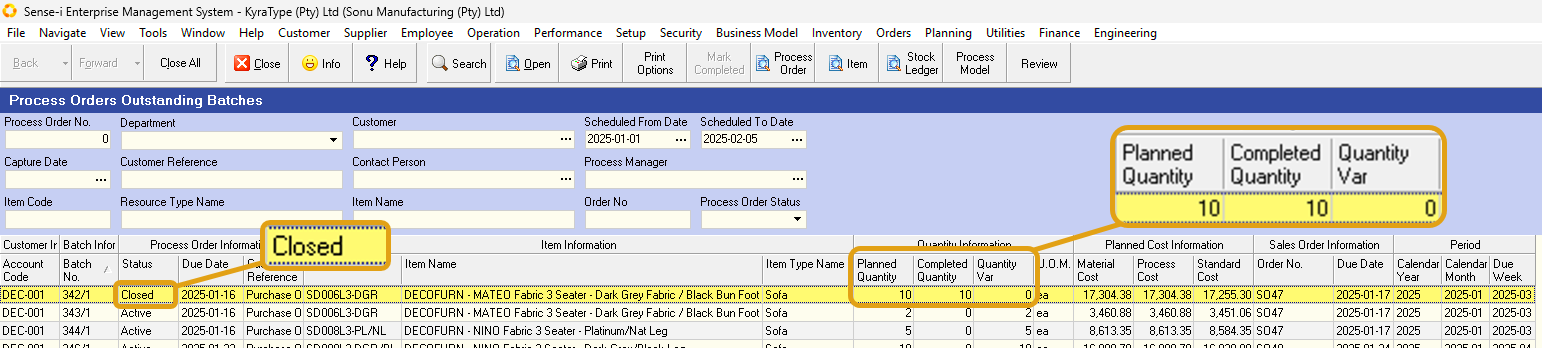 Sense-i Enterprise Management System - KyraType (Pty) Ltd (Sonu Manufacturing (Pty) Ltd)
File Navigate View Tools Window Help Customer Supplier Employee Operation Performance Setup Security Business Model Inventory Orders Planning Utilities Finance Engineering
Back Forward Close All Close Info ? Help Search Open Print Print Options Mark Completed Process Order Item Stock Ledger Process Model Review
Process Orders Outstanding Batches
Process Order No. 0 Department Customer Scheduled From Date 2025-01-01 Scheduled To Date 2025-02-05
Capture Date Customer Reference Contact Person Process Manager
Item Code Resource Type Name Item Name Order No Process Order Status
Planned Quantity Completed Quantity Quantity Var
10 10 0
Closed
Customer Ir Batch Infor Process Order Informati Item Information Quantity Information Planned Cost Information Sales Order Information Period
Account Code Batch No. Status Due Date Reference Item Name Item Type Name Planned Quantity Completed Quantity Quantity Var U.O.M. Material Cost Process Cost Standard Cost Order No. Due Date Calendar Year Calendar Month Due Week
DEC-001 342/1 Closed 2025-01-16 Purchase O SD006L3-DGR DECOFURN - MATEO Fabric 3 Seater - Dark Grey Fabric / Black Bun Foot Sofa 10 10 0 ea 17,304.38 17,304.38 17,255.30 SO47 2025-01-17 2025 2025-01 2025-03
DEC-001 343/1 Active 2025-01-16 Purchase O SD006L3-DGR DECOFURN - MATEO Fabric 3 Seater - Dark Grey Fabric / Black Bun Foot Sofa 2 0 2 ea 3,460.88 3,460.88 3,451.06 SO47 2025-01-17 2025 2025-01 2025-03
DEC-001 344/1 Active 2025-01-16 Purchase O SD008L3-PL/NL DECOFURN - NINO Fabric 3 Seater - Platinum/Nat Leg Sofa 5 0 5 ea 8,613.35 8,613.35 8,584.35 SO47 2025-01-17 2025 2025-01 2025-03